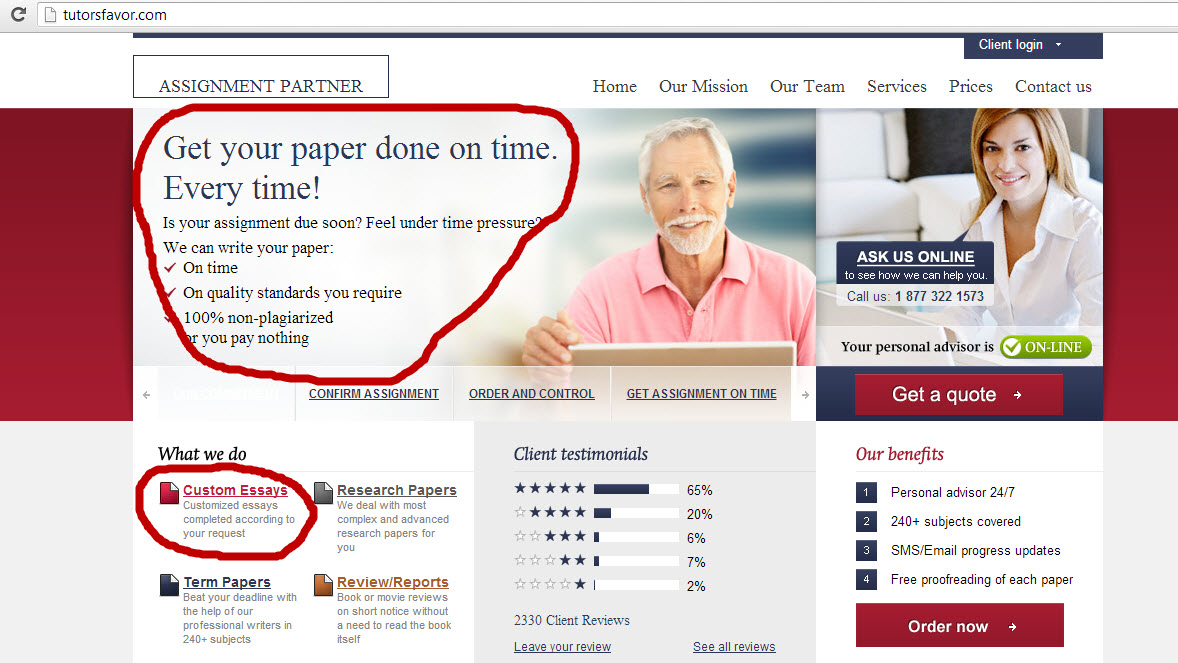 tutorsfavor.com
Client login
ASSIGNMENT PARTNER
Home Our Mission Our Team Services Prices Contact us
Get your paper done on time.
Every time!
Is your assignment due soon? Feel under time pressure?
We can write your paper:
On time
On quality standards you require
100% non-plagiarized
or you pay nothing
ASK US ONLINE
to see how we can help you.
Call us: 1 877 322 1573
Your personal advisor is ON-LINE
CONFIRM ASSIGNMENT ORDER AND CONTROL GET ASSIGNMENT ON TIME
Get a quote
What we do
Custom Essays
Customized essays
completed according to
your request
Research Papers
We deal with most
complex and advanced
research papers for
you
Term Papers
Beat your deadline with
the help of our
professional writers in
240+ subjects
Review/Reports
Book or movie reviews
on short notice without
a need to read the book
itself
Client testimonials
65%
20%
6%
7%
2%
2330 Client Reviews
Leave your review See all reviews
Our benefits
1 Personal advisor 24/7
2 240+ subjects covered
3 SMS/Email progress updates
4 Free proofreading of each paper
Order now